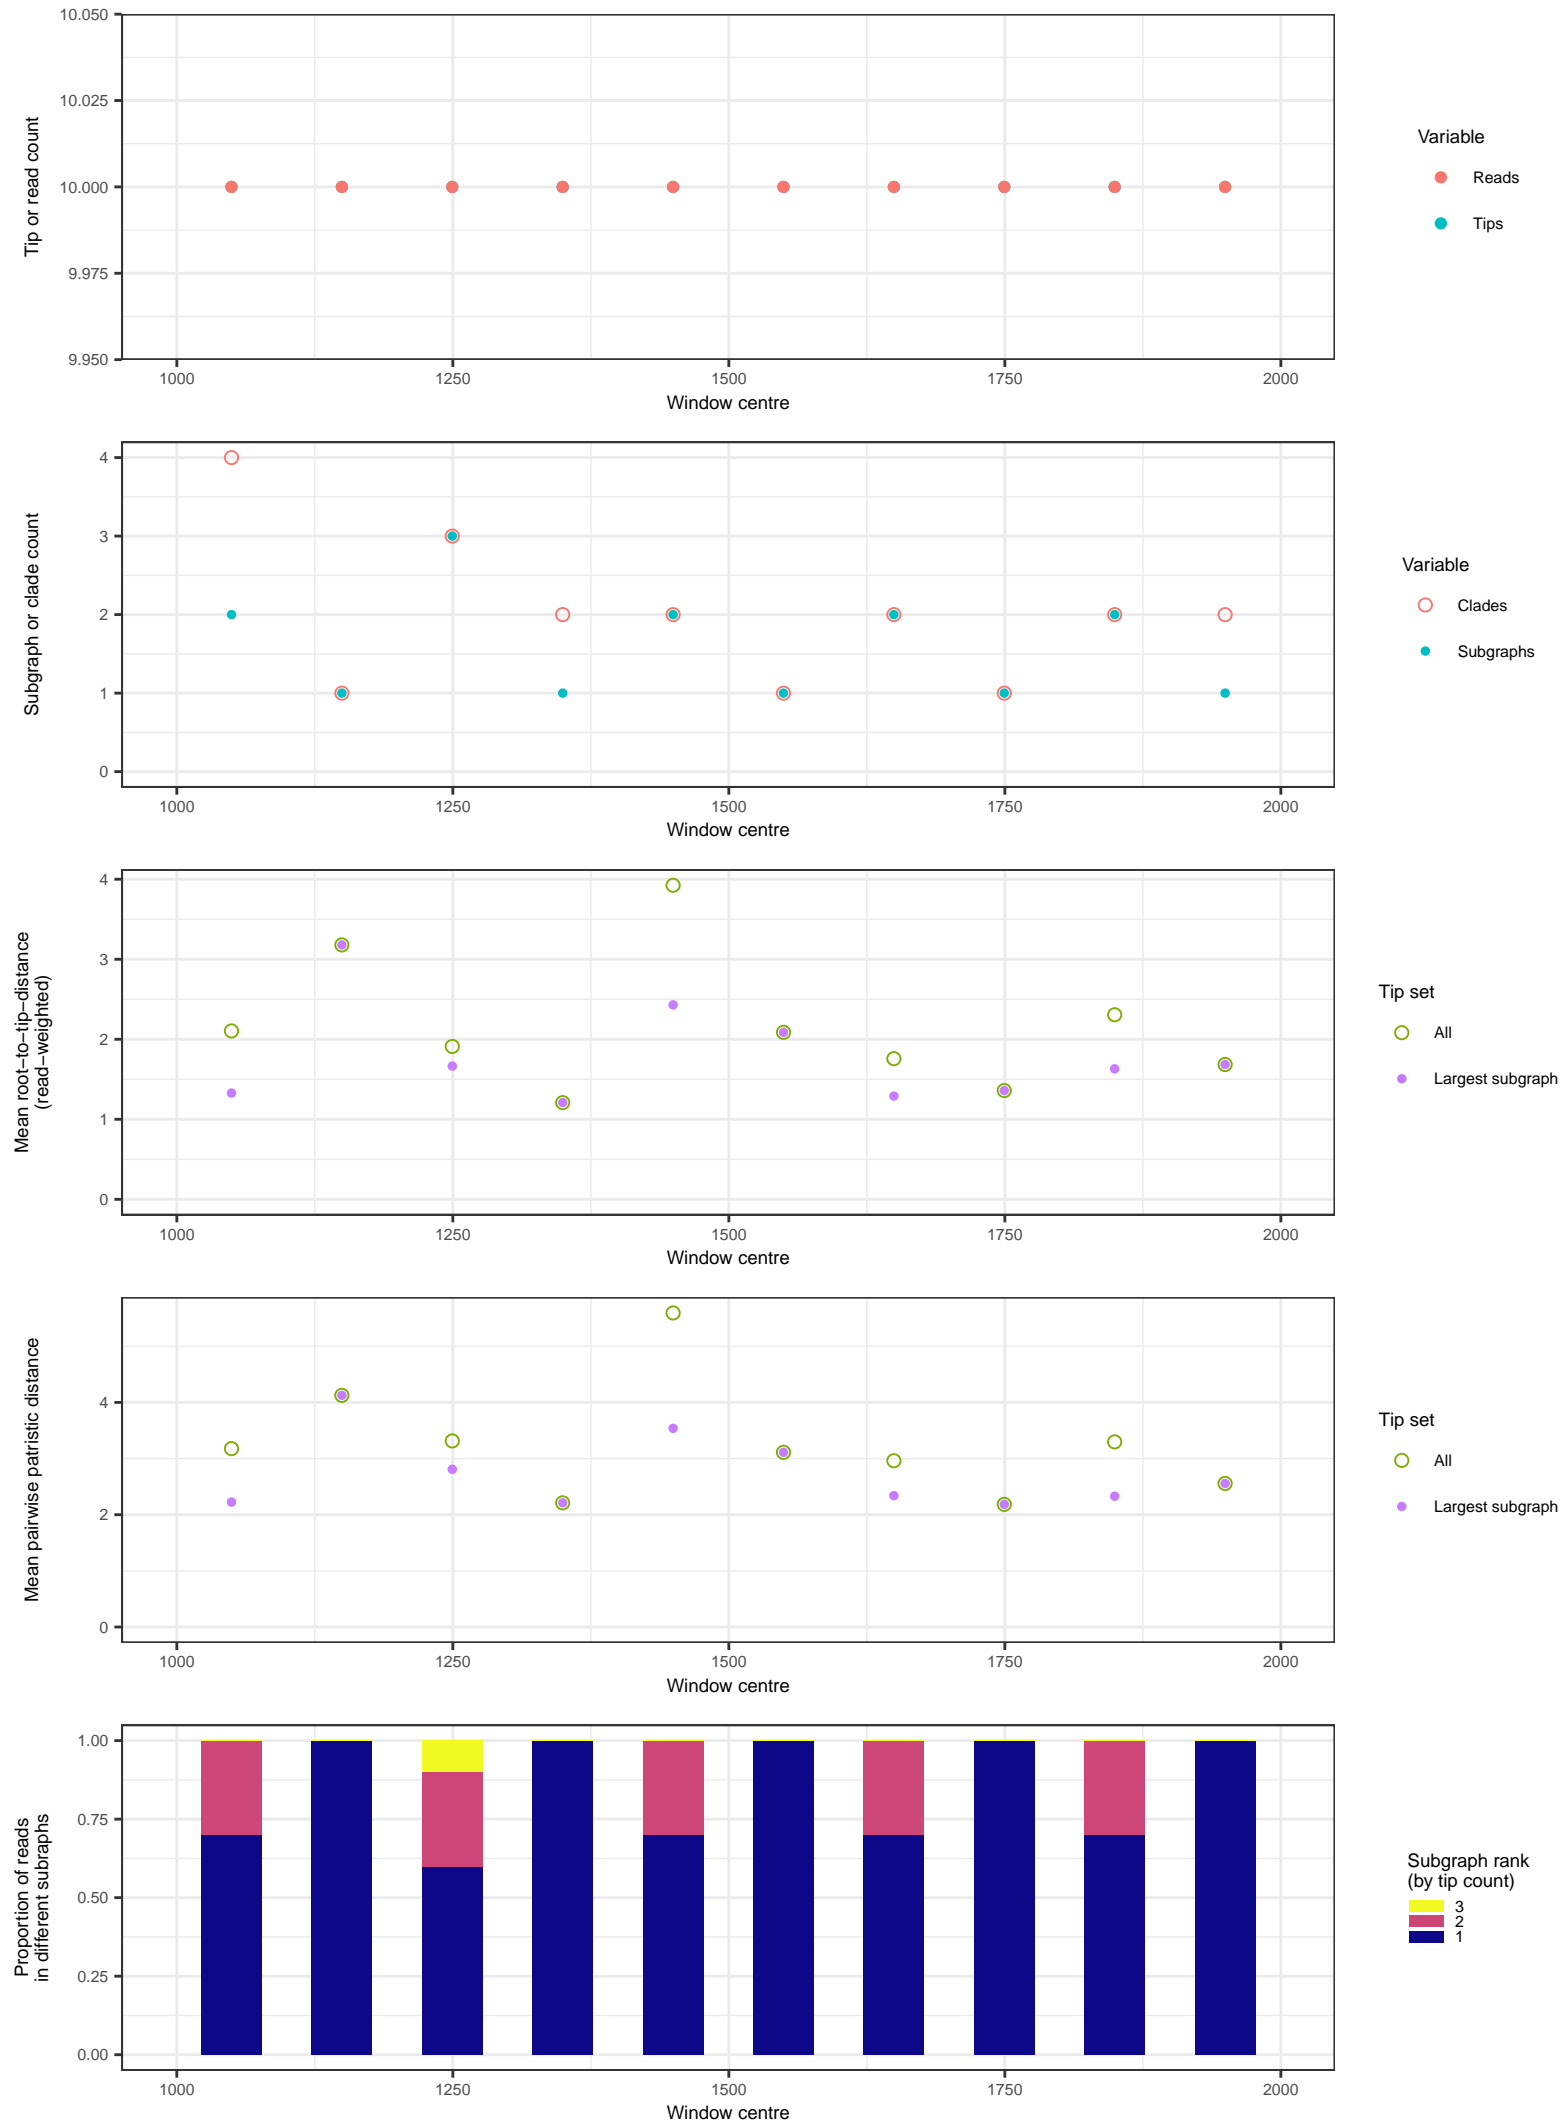 10.050
10.025
10.000
9.975
9.950
Tip or read count
1000 1250 1500 1750 2000
Window centre
Variable
Reads
Tips
4
3
2
1
0
Subgraph or clade count
1000 1250 1500 1750 2000
Window centre
Variable
Clades
Subgraphs
4
3
2
1
0
Mean root−to−tip−distance
(read−weighted)
1000 1250 1500 1750 2000
Window centre
Tip set
All
Largest subgraph
4
2
0
Mean pairwise patristic distance
1000 1250 1500 1750 2000
Window centre
Tip set
All
Largest subgraph
1.00
0.75
0.50
0.25
0.00
Proportion of reads
in different subraphs
1000 1250 1500 1750 2000
Window centre
Subgraph rank
(by tip count)
3
2
1